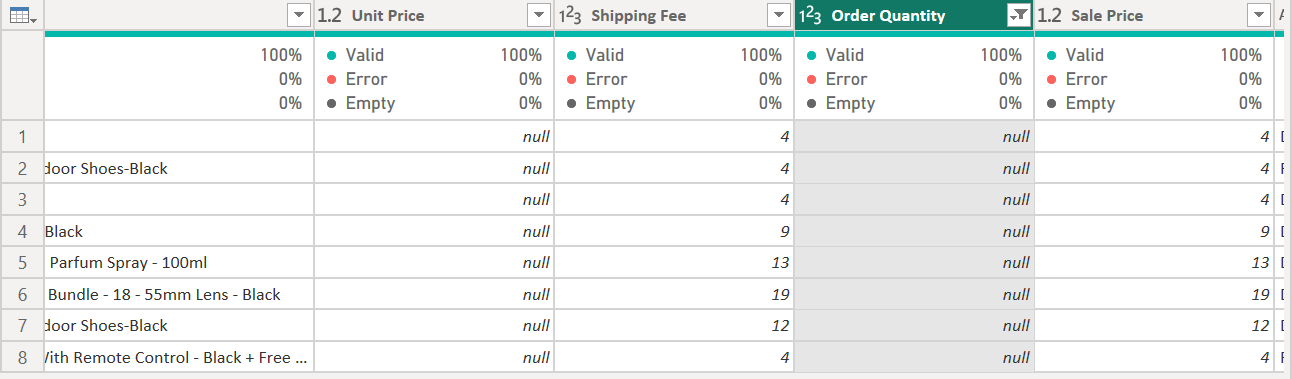 1.2 Unit Price 1²3 Shipping Fee 1²3 Order Quantity 1.2 Sale Price
100% Valid 100% Valid 100% Valid 100% Valid 100%
0% Error 0% Error 0% Error 0% Error 0%
0% Empty 0% Empty 0% Empty 0% Empty 0%
1 null 4 null 4
2 door Shoes-Black null 4 null 4
3 null 4 null 4
4 Black null 9 null 9
5 Parfum Spray - 100ml null 13 null 13
6 Bundle - 18 - 55mm Lens - Black null 19 null 19
7 door Shoes-Black null 12 null 12
8 With Remote Control - Black + Free ... null 4 null 4